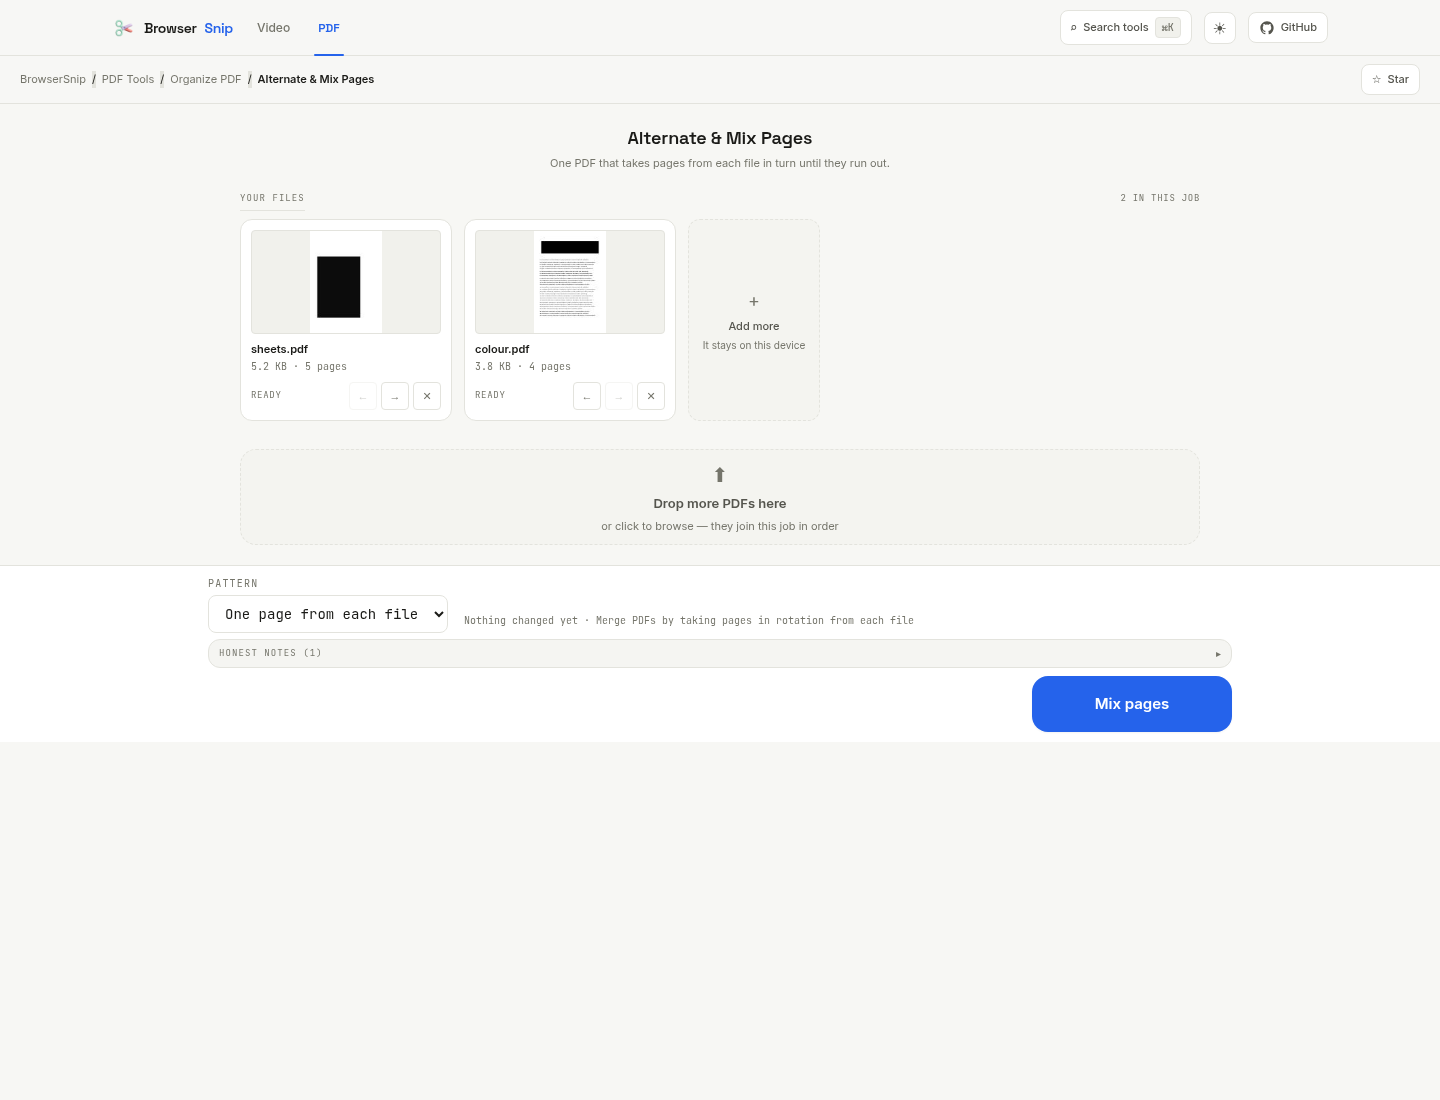 Browser Snip Video PDF Search tools ⌘K GitHub
BrowserSnip / PDF Tools / Organize PDF / Alternate & Mix Pages ☆ Star
Alternate & Mix Pages
One PDF that takes pages from each file in turn until they run out.
YOUR FILES 2 IN THIS JOB
sheets.pdf
5.2 KB · 5 pages
READY ← → ✕
colour.pdf
3.8 KB · 4 pages
READY ← → ✕
+
Add more
It stays on this device
Drop more PDFs here
or click to browse — they join this job in order
PATTERN
One page from each file
Nothing changed yet · Merge PDFs by taking pages in rotation from each file
HONEST NOTES (1)
Mix pages